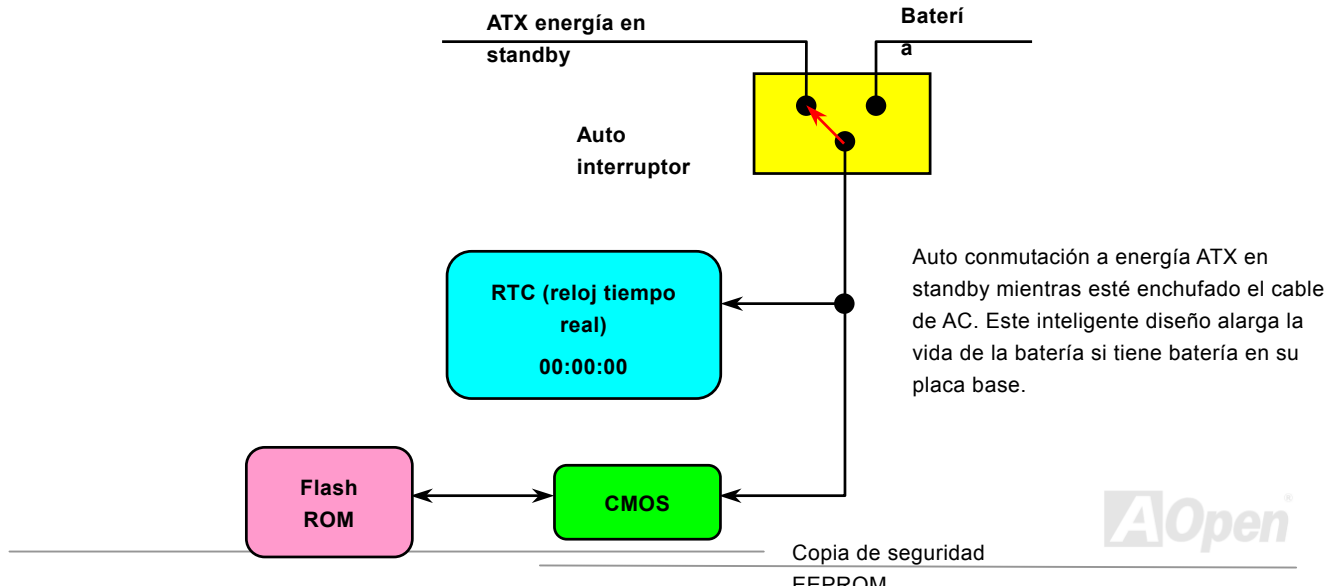 ATX energía en
standby
Baterí
a
Auto
interruptor
RTC (reloj tiempo
real)
00:00:00
Auto conmutación a energía ATX en
standby mientras esté enchufado el cable
de AC. Este inteligente diseño alarga la
vida de la batería si tiene batería en su
placa base.
Flash
ROM
CMOS
AOpen®
Copia de seguridad
EEPROM